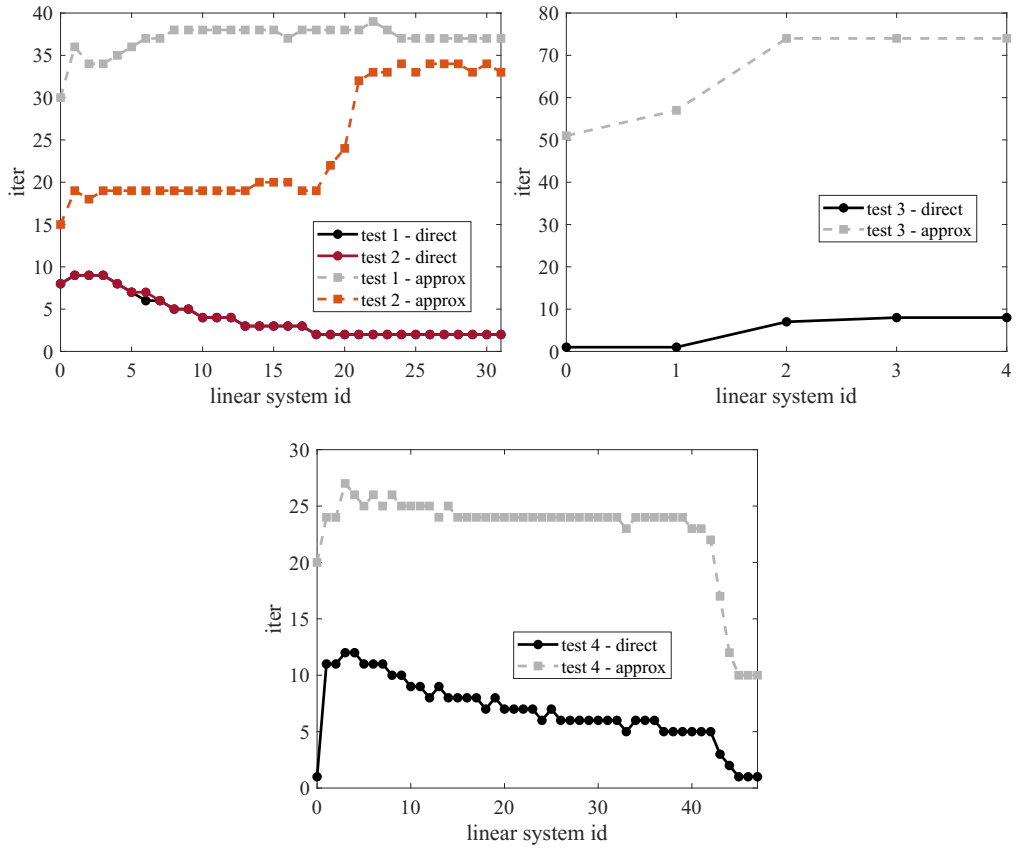 40
35
30
25
20
15
10
5
0
iter
0 5 10 15 20 25 30
linear system id
test 1 - direct
test 2 - direct
test 1 - approx
test 2 - approx
80
70
60
50
40
30
20
10
0
iter
0 1 2 3 4
linear system id
test 3 - direct
test 3 - approx
30
25
20
15
10
5
0
iter
0 10 20 30 40
linear system id
test 4 - direct
test 4 - approx